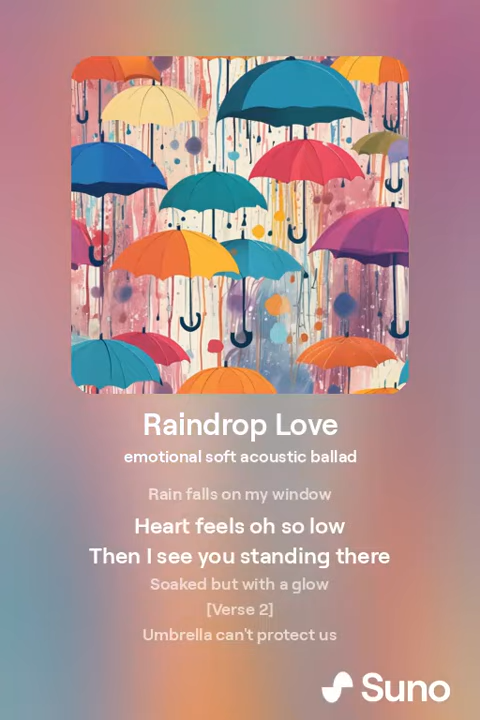 Raindrop Love
emotional soft acoustic ballad
Rain falls on my window
Heart feels oh so low
Then I see you standing there
Soaked but with a glow
[Verse 2]
Umbrella can't protect us
Suno